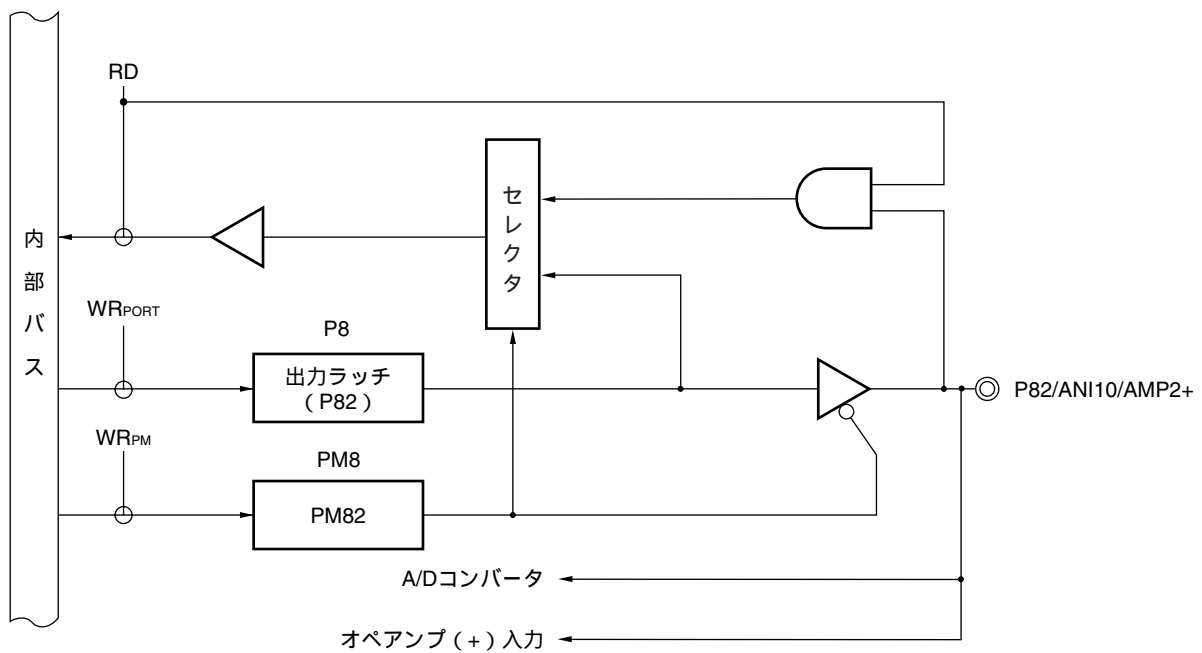 RD
セレクタ
内部バス
WRPORT
P8
出力ラッチ
（P82）
P82/ANI10/AMP2+
WRPM
PM8
PM82
A/Dコンバータ
オペアンプ（+）入力